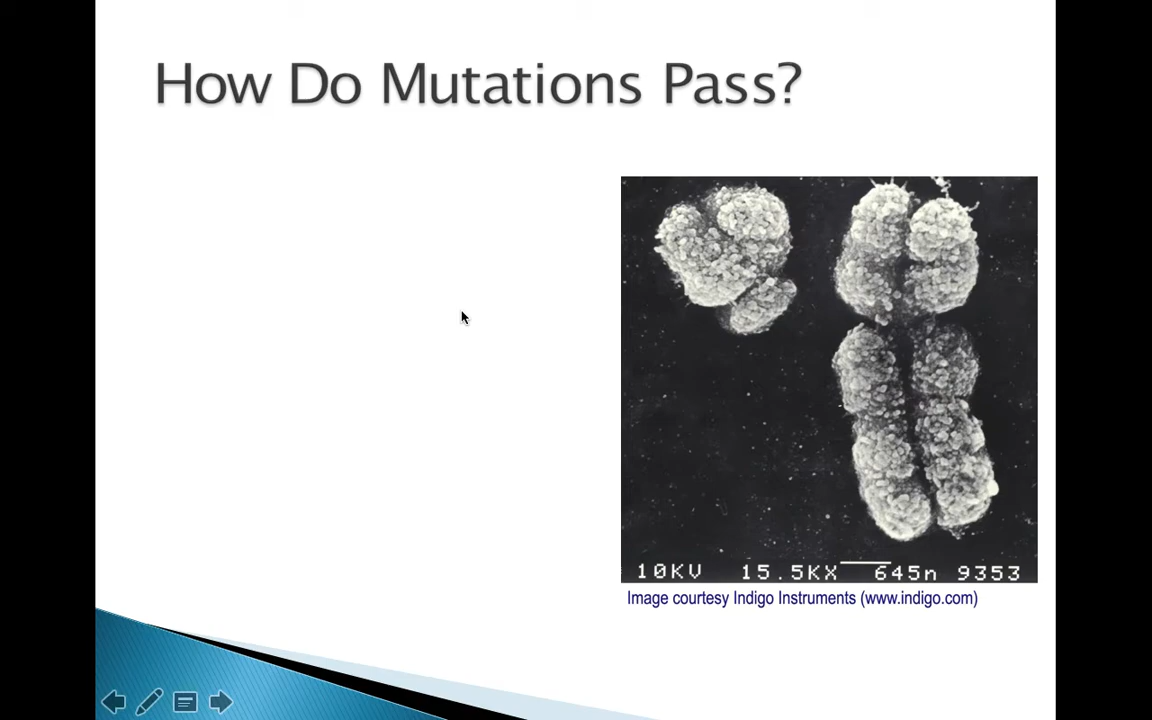 How Do Mutations Pass?
10KV 15.5KX 645n 9353
Image courtesy Indigo Instruments (www.indigo.com)